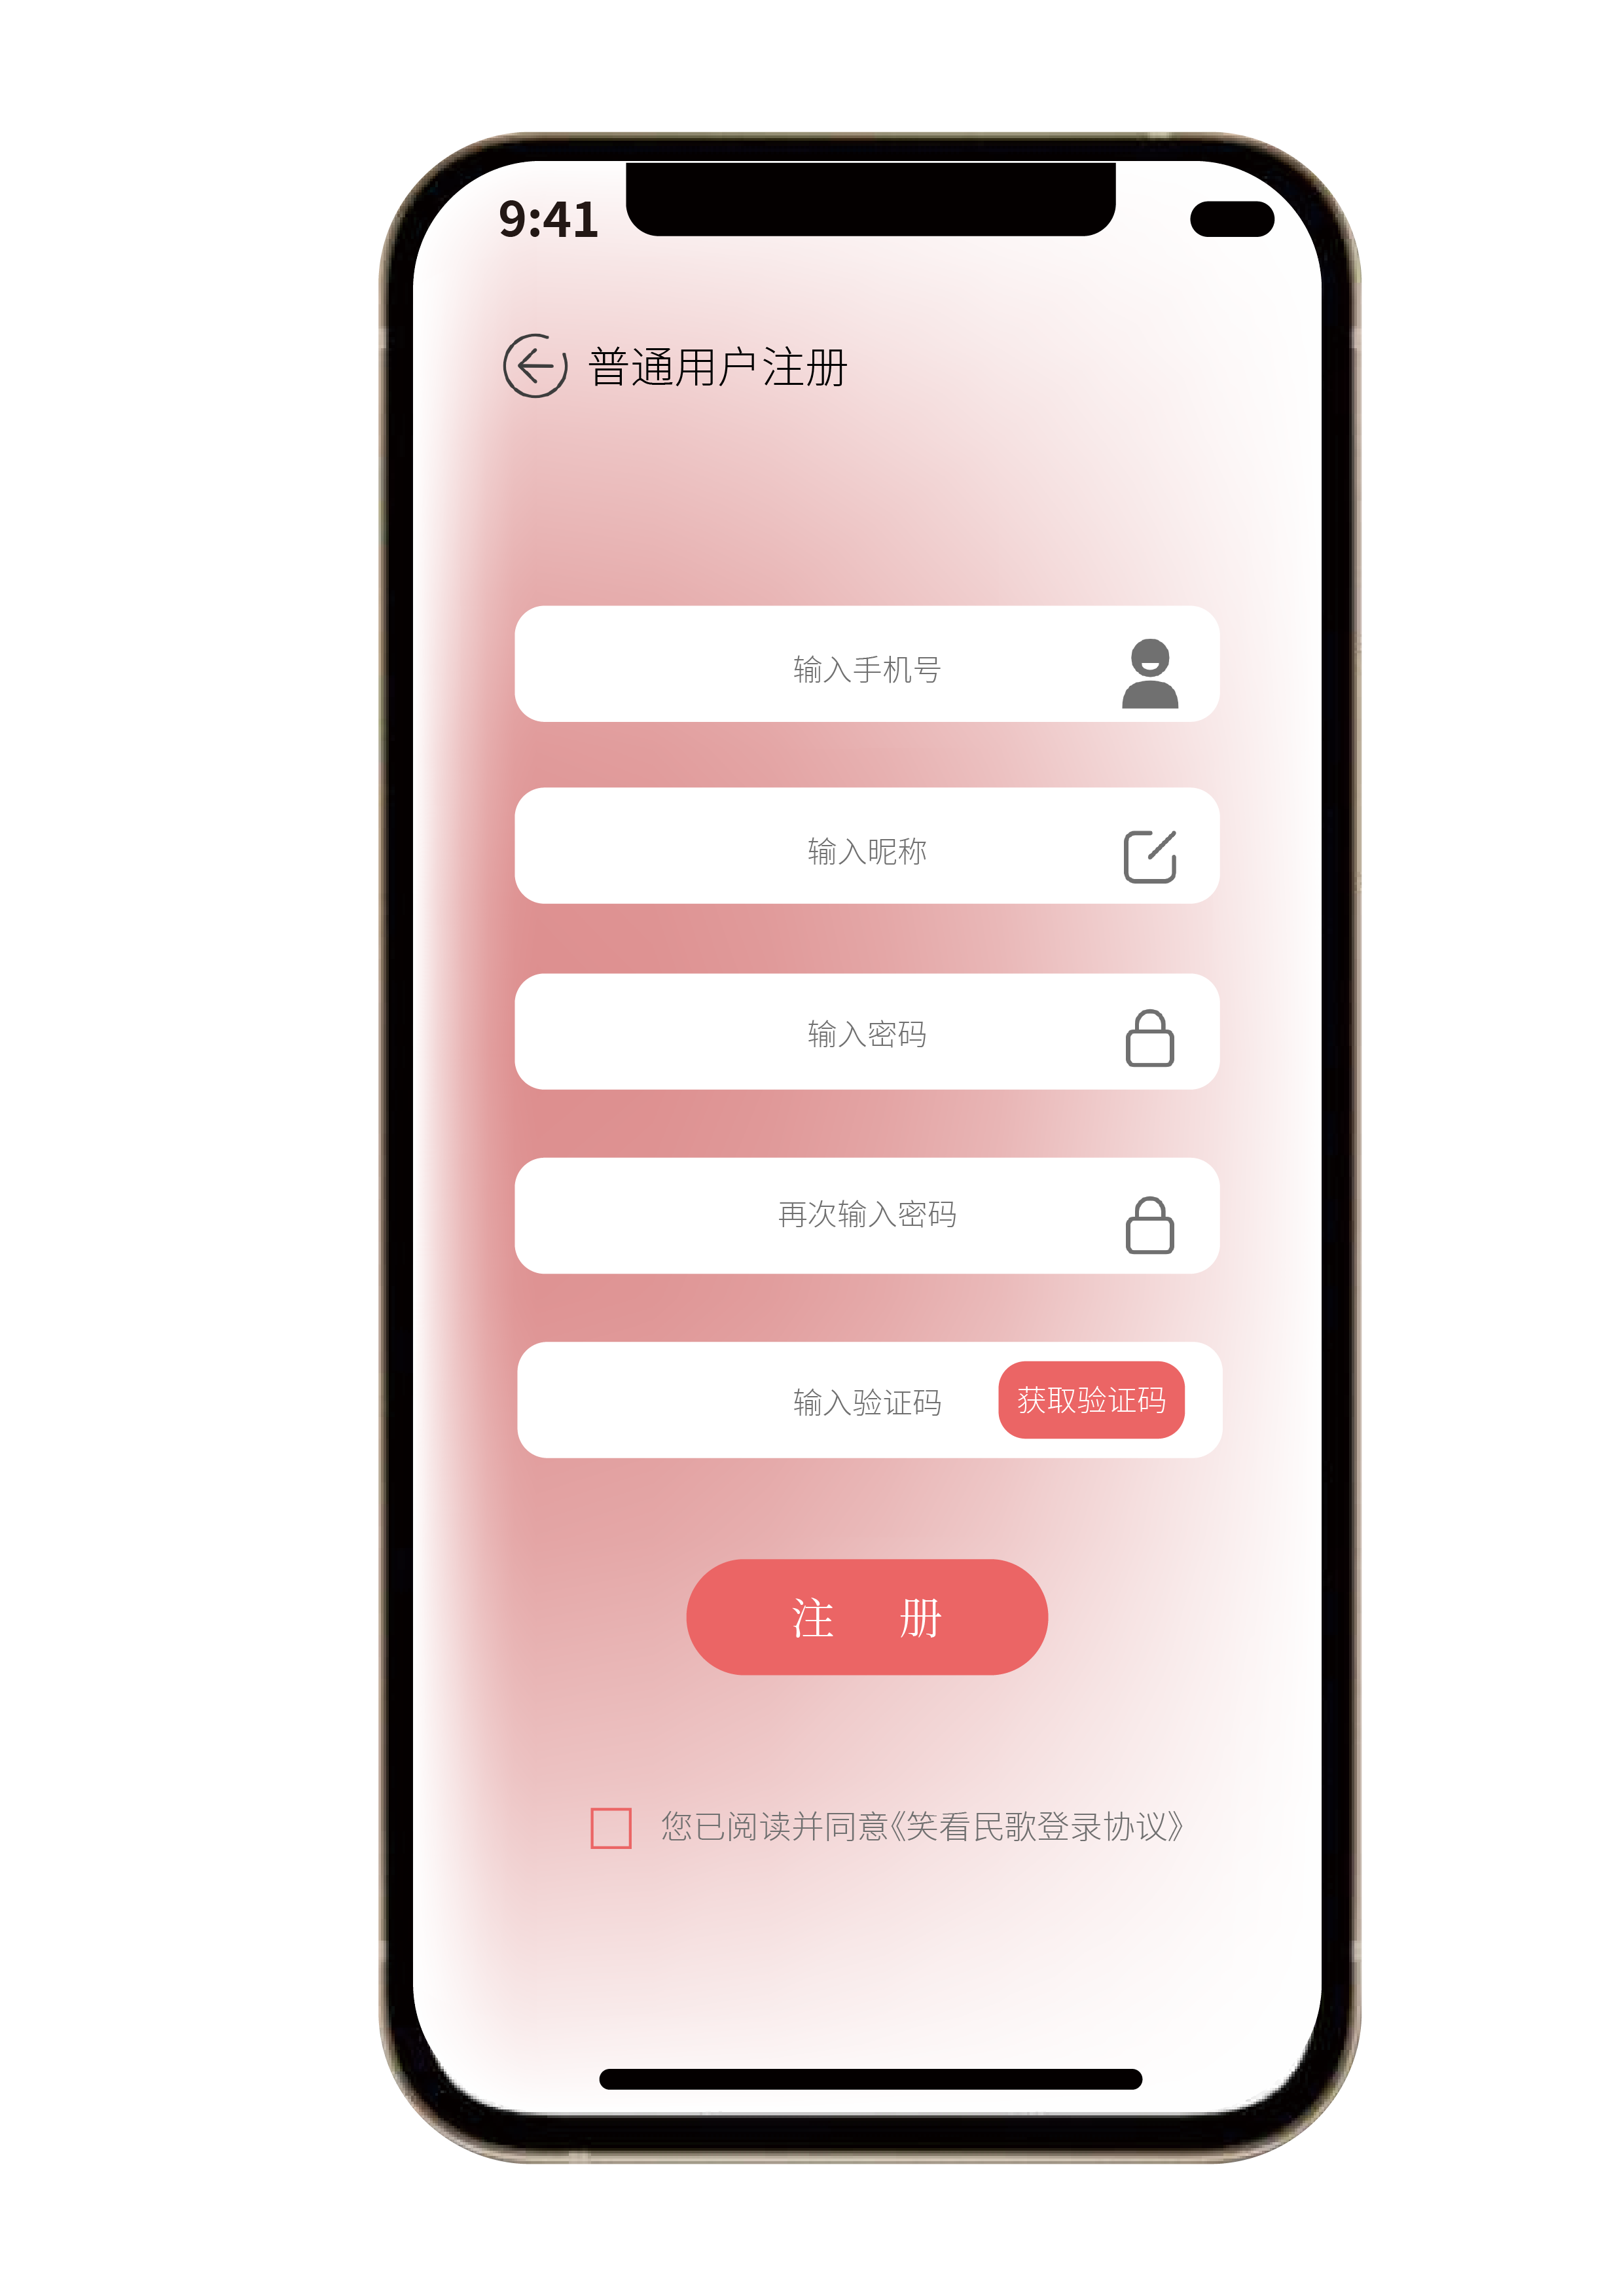 9:41
普通用户注册
输入手机号
输入昵称
输入密码
再次输入密码
输入验证码 获取验证码
注 册
您已阅读并同意《笑看民歌登录协议》